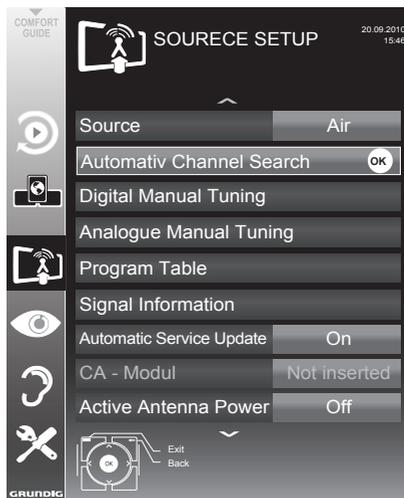 COMFORT
GUIDE
SOURECE SETUP
20.09.2010
15:46
Source Air
Automativ Channel Search OK
Digital Manual Tuning
Analogue Manual Tuning
Program Table
Signal Information
Automatic Service Update On
CA - Modul Not inserted
Active Antenna Power Off
OK
Exit
Back
GRUNDIG